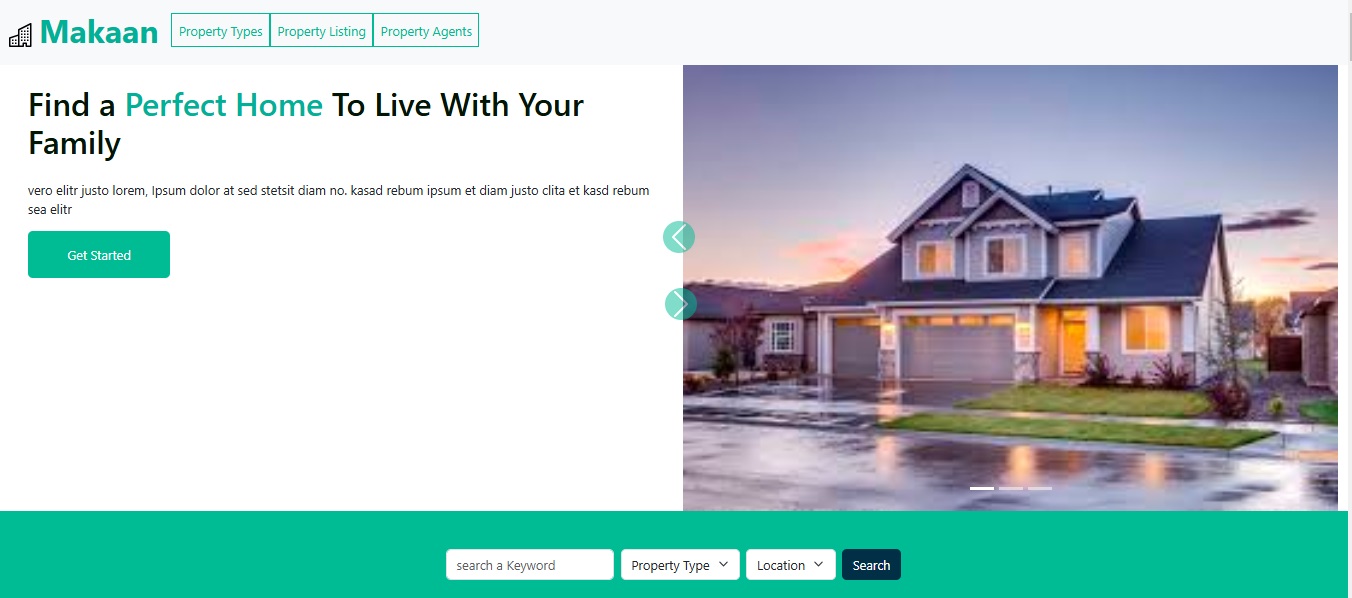 Makaan
Property Types
Property Listing
Property Agents
Find a Perfect Home To Live With Your
Family
vero elitr justo lorem, Ipsum dolor at sed stetsit diam no. kasad rebum ipsum et diam justo clita et kasd rebum
sea elitr
Get Started
search a Keyword
Property Type
Location
Search